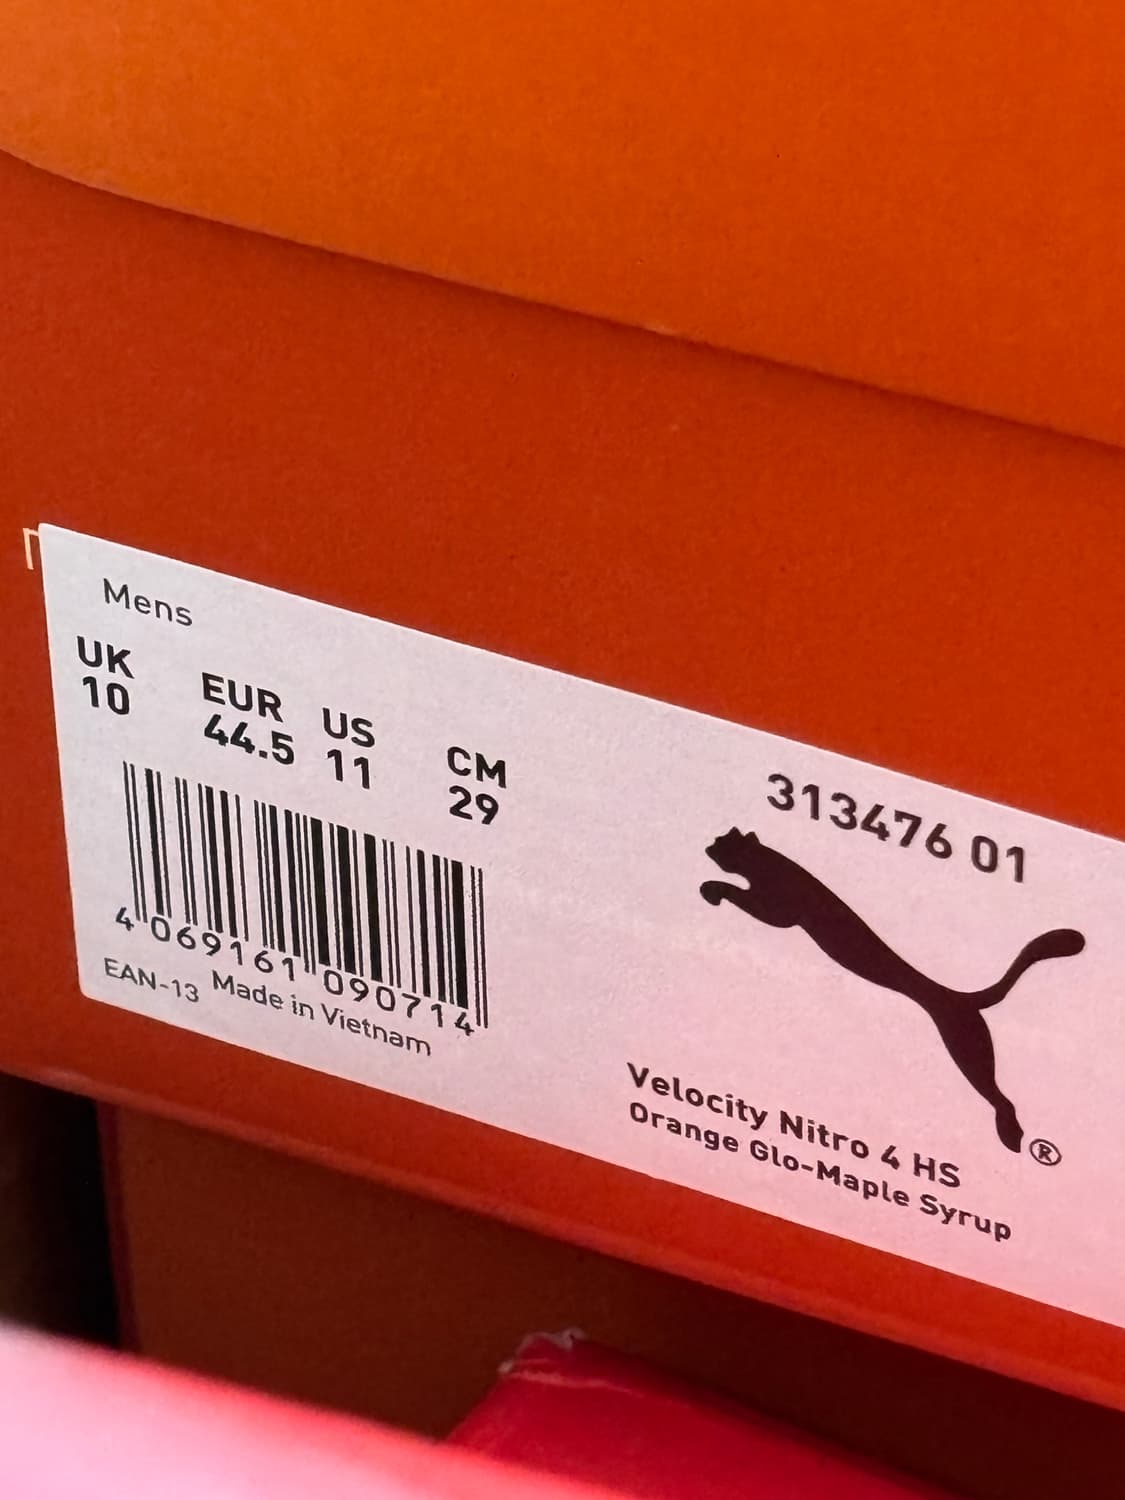 Mens
UK EUR US CM
10 44.5 11 29
313476 01
4 069161 090714
EAN-13 Made in Vietnam
Velocity Nitro 4 HS
Orange Glo-Maple Syrup
®